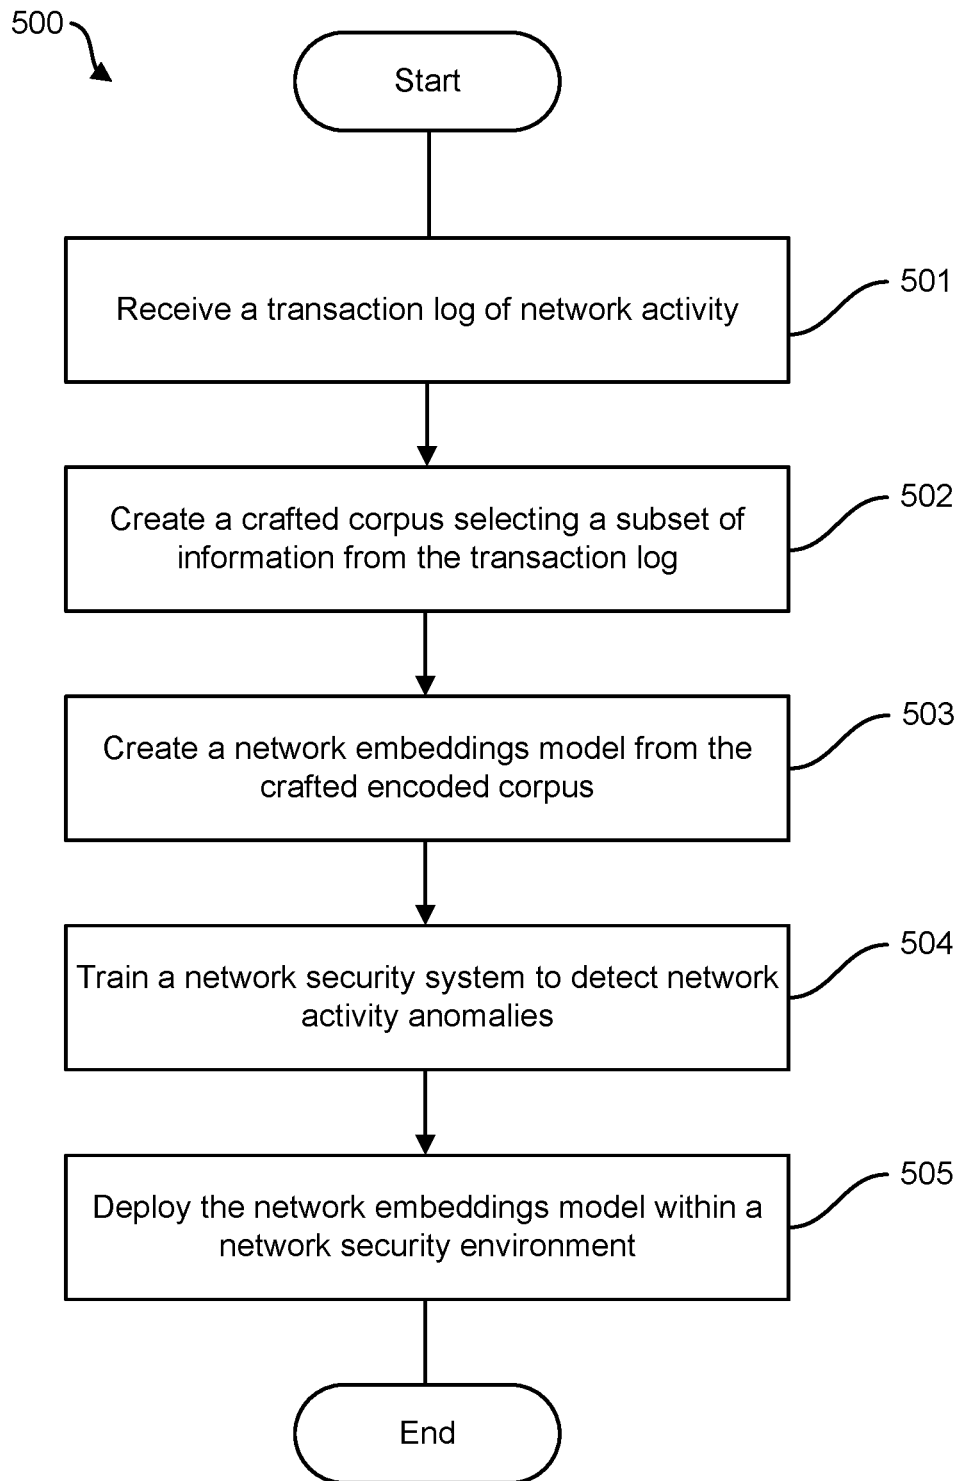 500
Start
Receive a transaction log of network activity
501
Create a crafted corpus selecting a subset of
information from the transaction log
502
Create a network embeddings model from the
crafted encoded corpus
503
Train a network security system to detect network
activity anomalies
504
Deploy the network embeddings model within a
network security environment
505
End